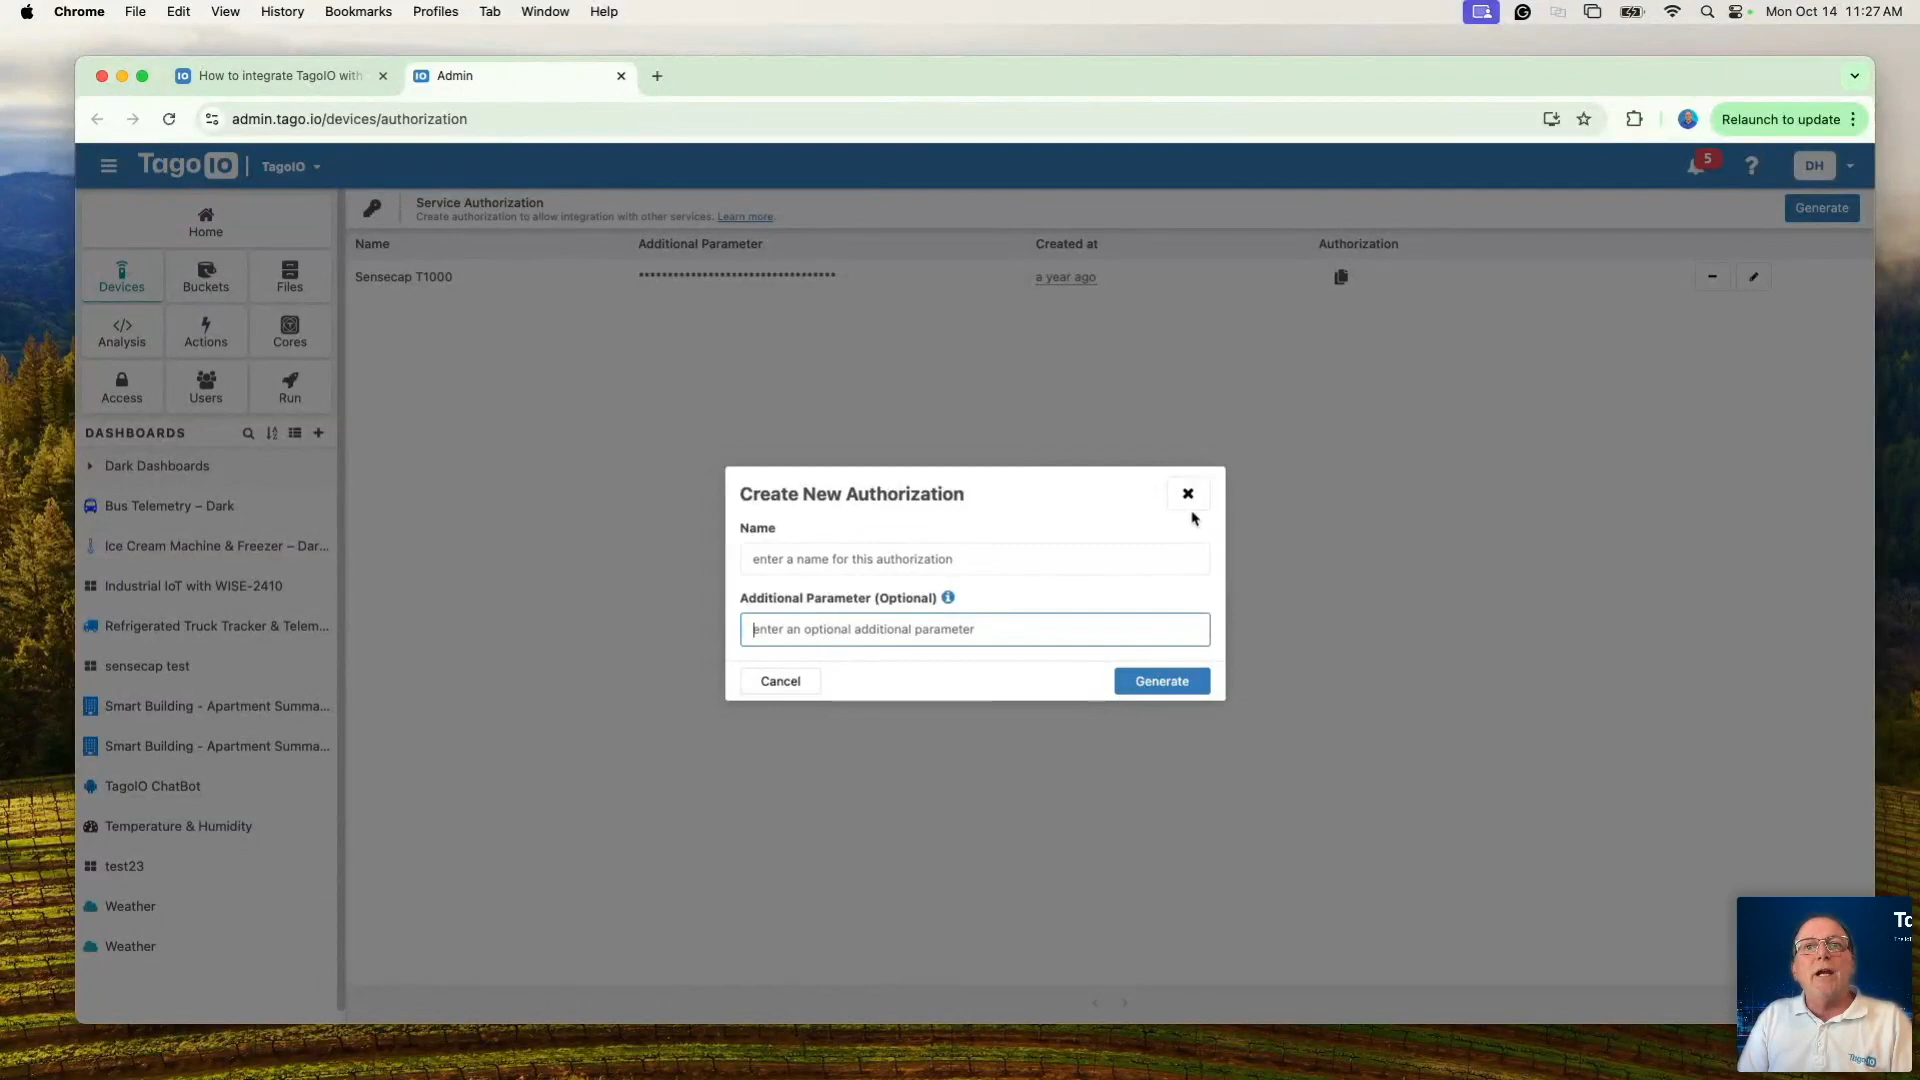 Chrome File Edit View History Bookmarks Profiles Tab Window Help Mon Oct 14 11:27 AM
IO How to integrate TagoIO with
IO Admin
admin.tago.io/devices/authorization
Relaunch to update
Tago IO
TagoIO
5
?
DH
Home
Devices
Buckets
Files
Analysis
Actions
Cores
Access
Users
Run
DASHBOARDS
Dark Dashboards
Bus Telemetry – Dark
Ice Cream Machine & Freezer – Dar...
Industrial IoT with WISE-2410
Refrigerated Truck Tracker & Telem...
sensecap test
Smart Building - Apartment Summa...
Smart Building - Apartment Summa...
TagoIO ChatBot
Temperature & Humidity
test23
Weather
Weather
Service Authorization
Create authorization to allow integration with other services. Learn more.
Generate
Name Additional Parameter Created at Authorization
Sensecap T1000 ********************************** a year ago
Create New Authorization
Name
enter a name for this authorization
Additional Parameter (Optional)
enter an optional additional parameter
Cancel
Generate
TagoIO